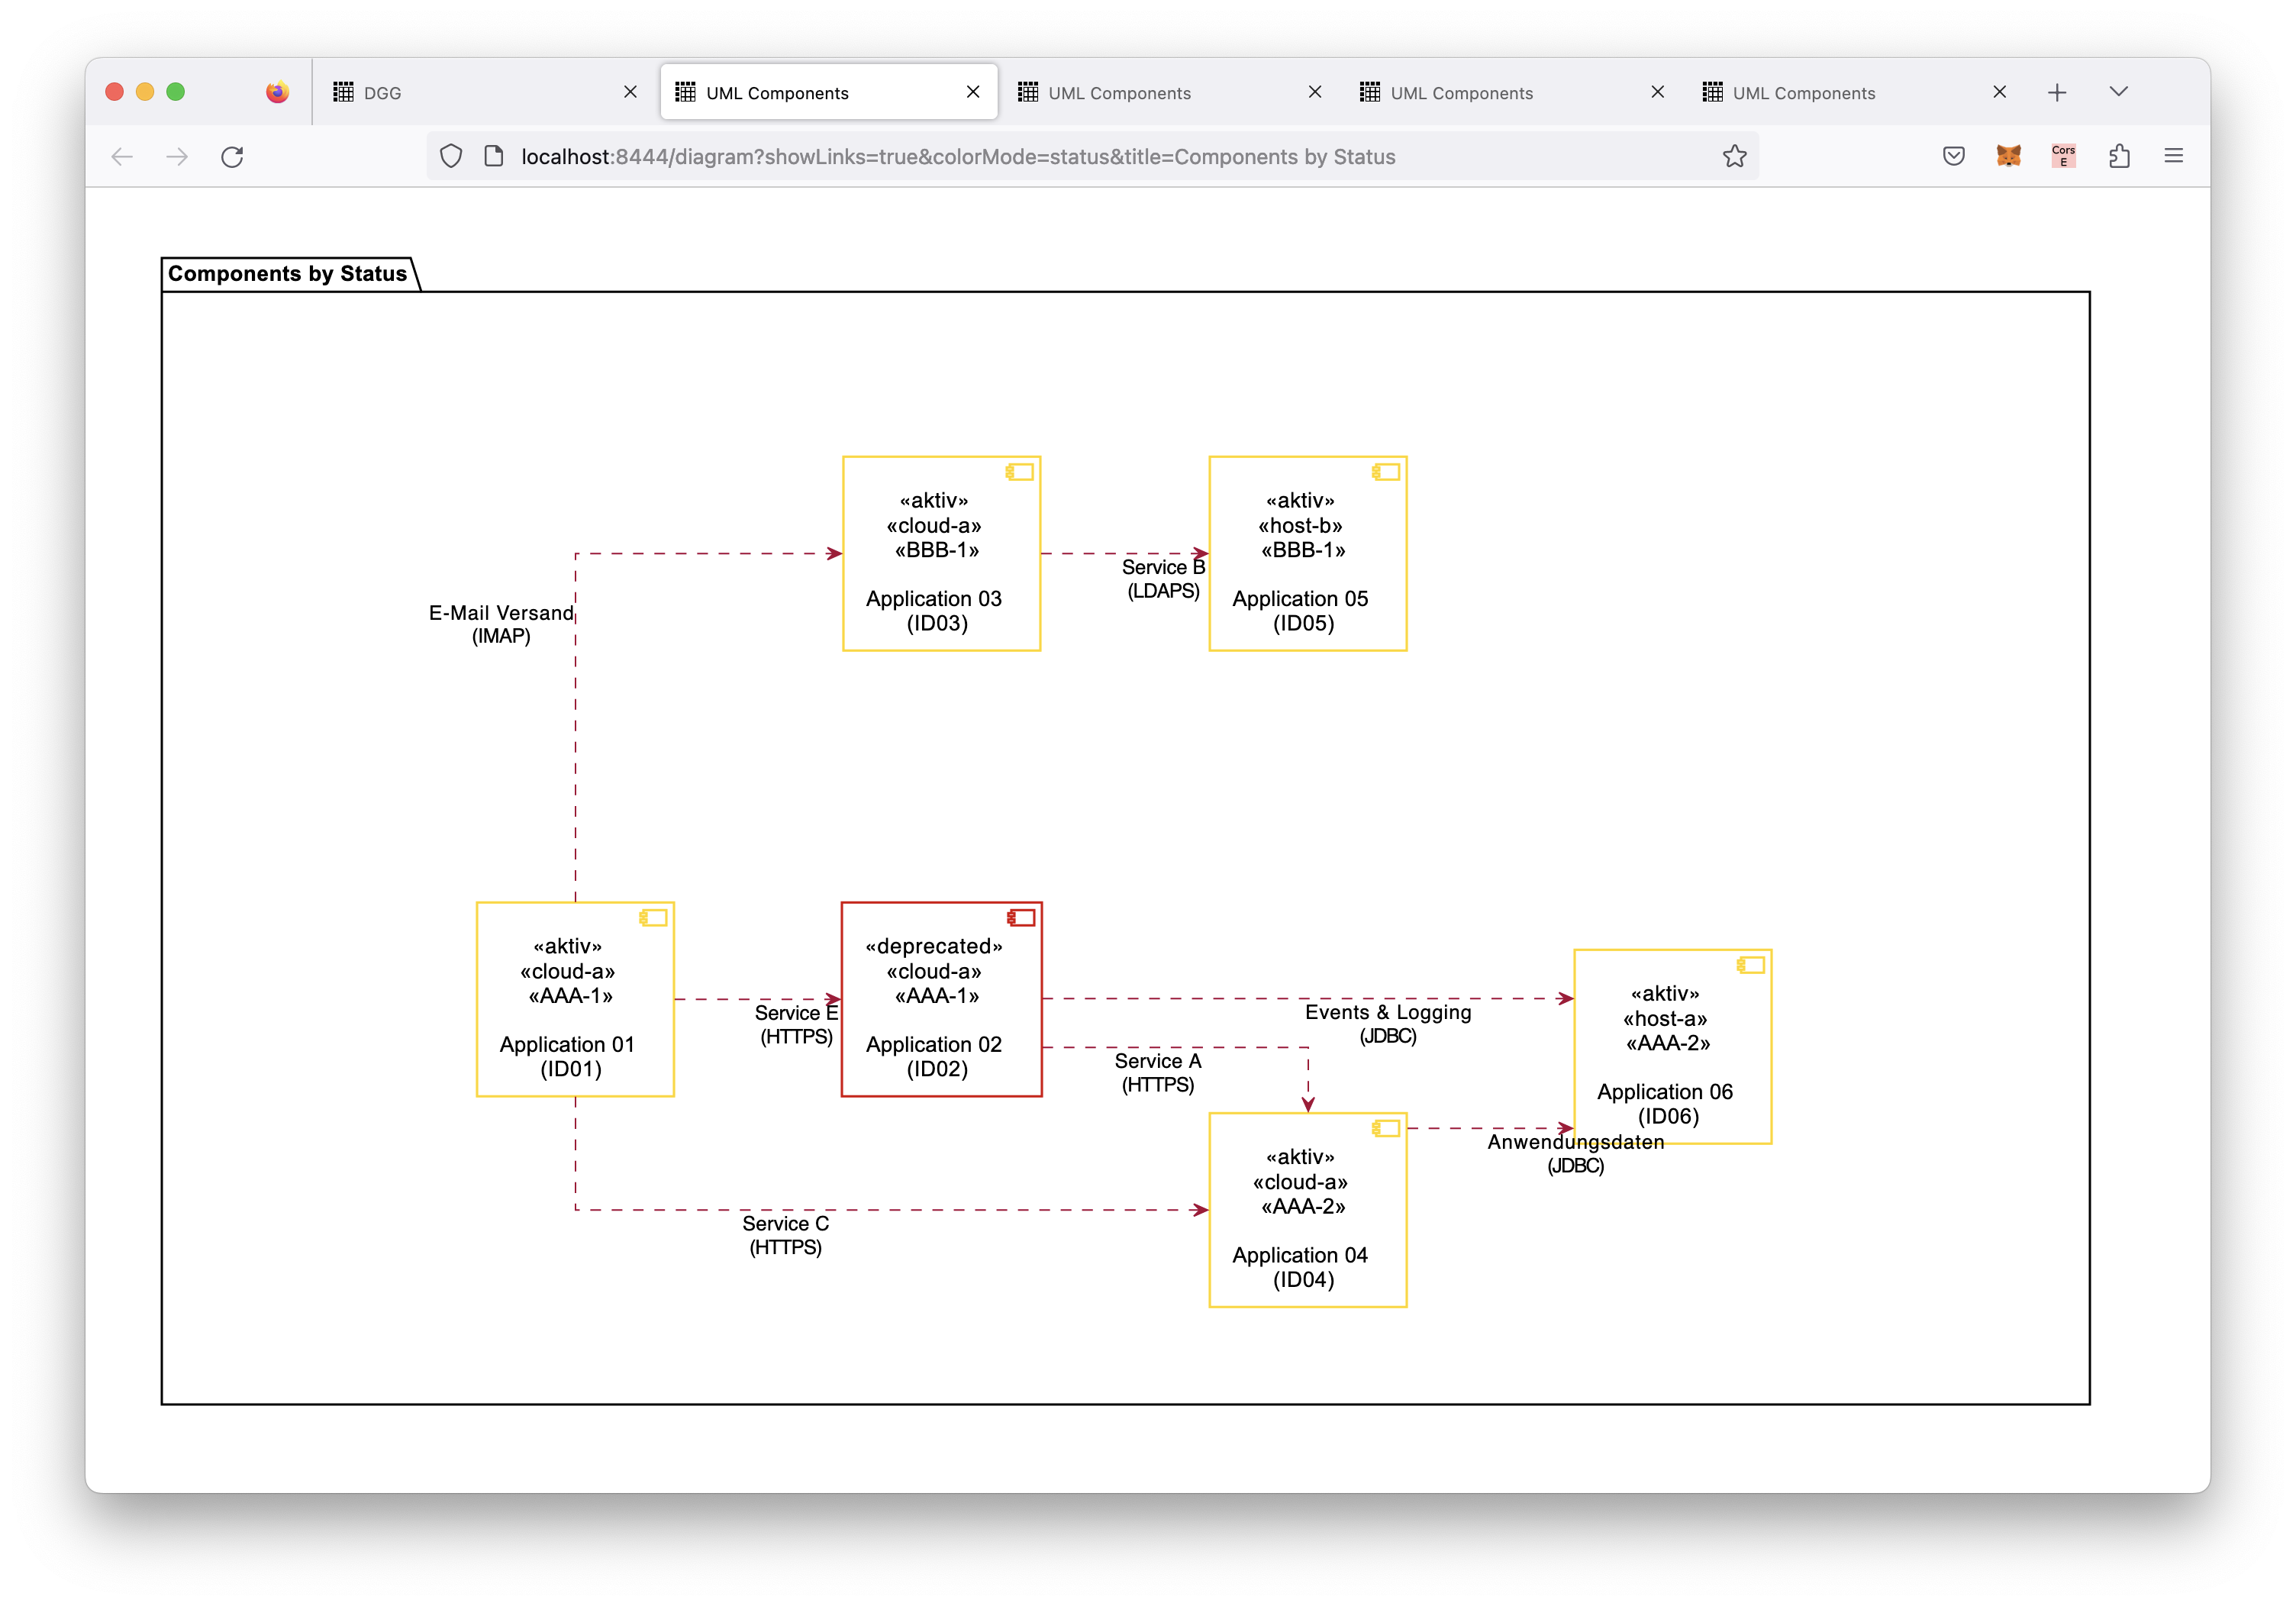 DGG
UML Components
UML Components
UML Components
UML Components
localhost:8444/diagram?showLinks=true&colorMode=status&title=Components by Status
Cors
E
Components by Status
«aktiv»
«cloud-a»
«BBB-1»
Application 03
(ID03)
Service B
(LDAPS)
«aktiv»
«host-b»
«BBB-1»
Application 05
(ID05)
E-Mail Versand
(IMAP)
«aktiv»
«cloud-a»
«AAA-1»
Application 01
(ID01)
Service E
(HTTPS)
«deprecated»
«cloud-a»
«AAA-1»
Application 02
(ID02)
Events & Logging
(JDBC)
Service A
(HTTPS)
«aktiv»
«host-a»
«AAA-2»
Application 06
(ID06)
Anwendungsdaten
(JDBC)
«aktiv»
«cloud-a»
«AAA-2»
Application 04
(ID04)
Service C
(HTTPS)